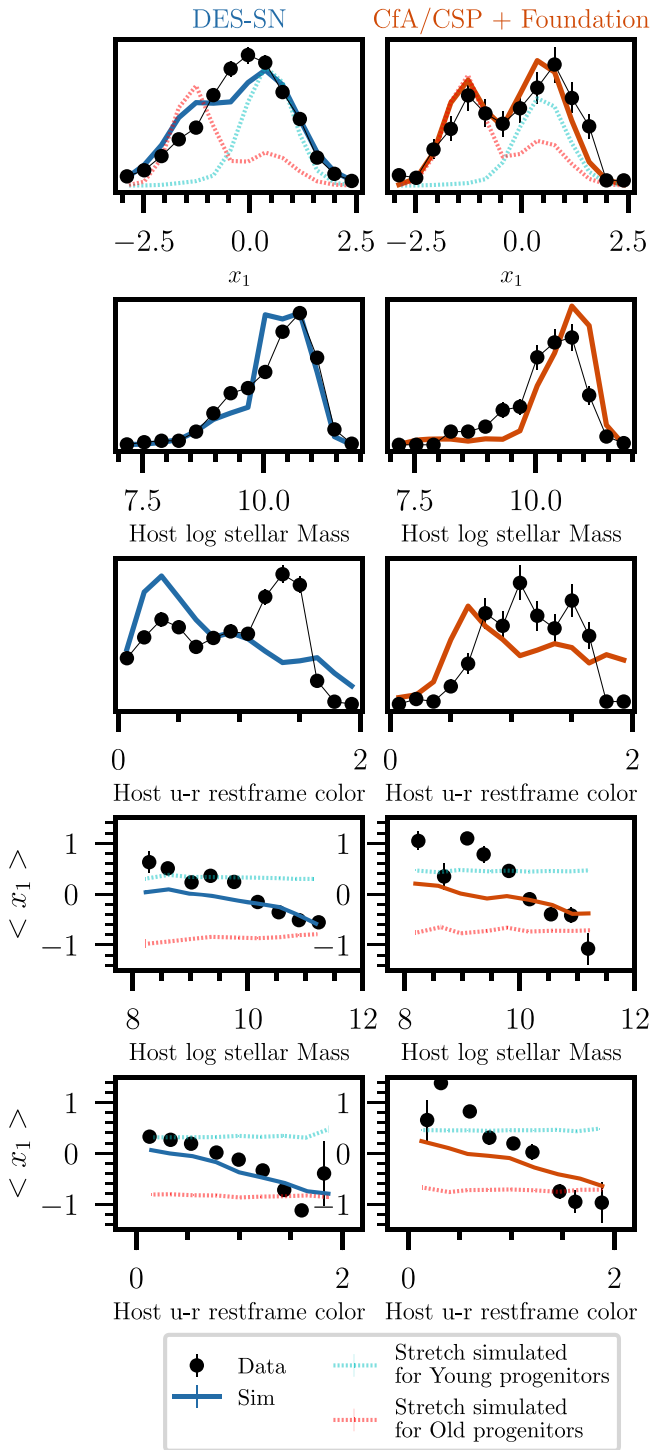 DES-SN CfA/CSP + Foundation
−2.5 0.0 2.5 −2.5 0.0 2.5
x1 x1
7.5 10.0 7.5 10.0
Host log stellar Mass Host log stellar Mass
0 2 0 2
Host u-r restframe color Host u-r restframe color
1 1
< x1 > 0 0
−1 −1
8 10 12 8 10 12
Host log stellar Mass Host log stellar Mass
1 1
< x1 > 0 0
−1 −1
0 2 0 2
Host u-r restframe color Host u-r restframe color
Data
Sim
Stretch simulated
for Young progenitors
Stretch simulated
for Old progenitors